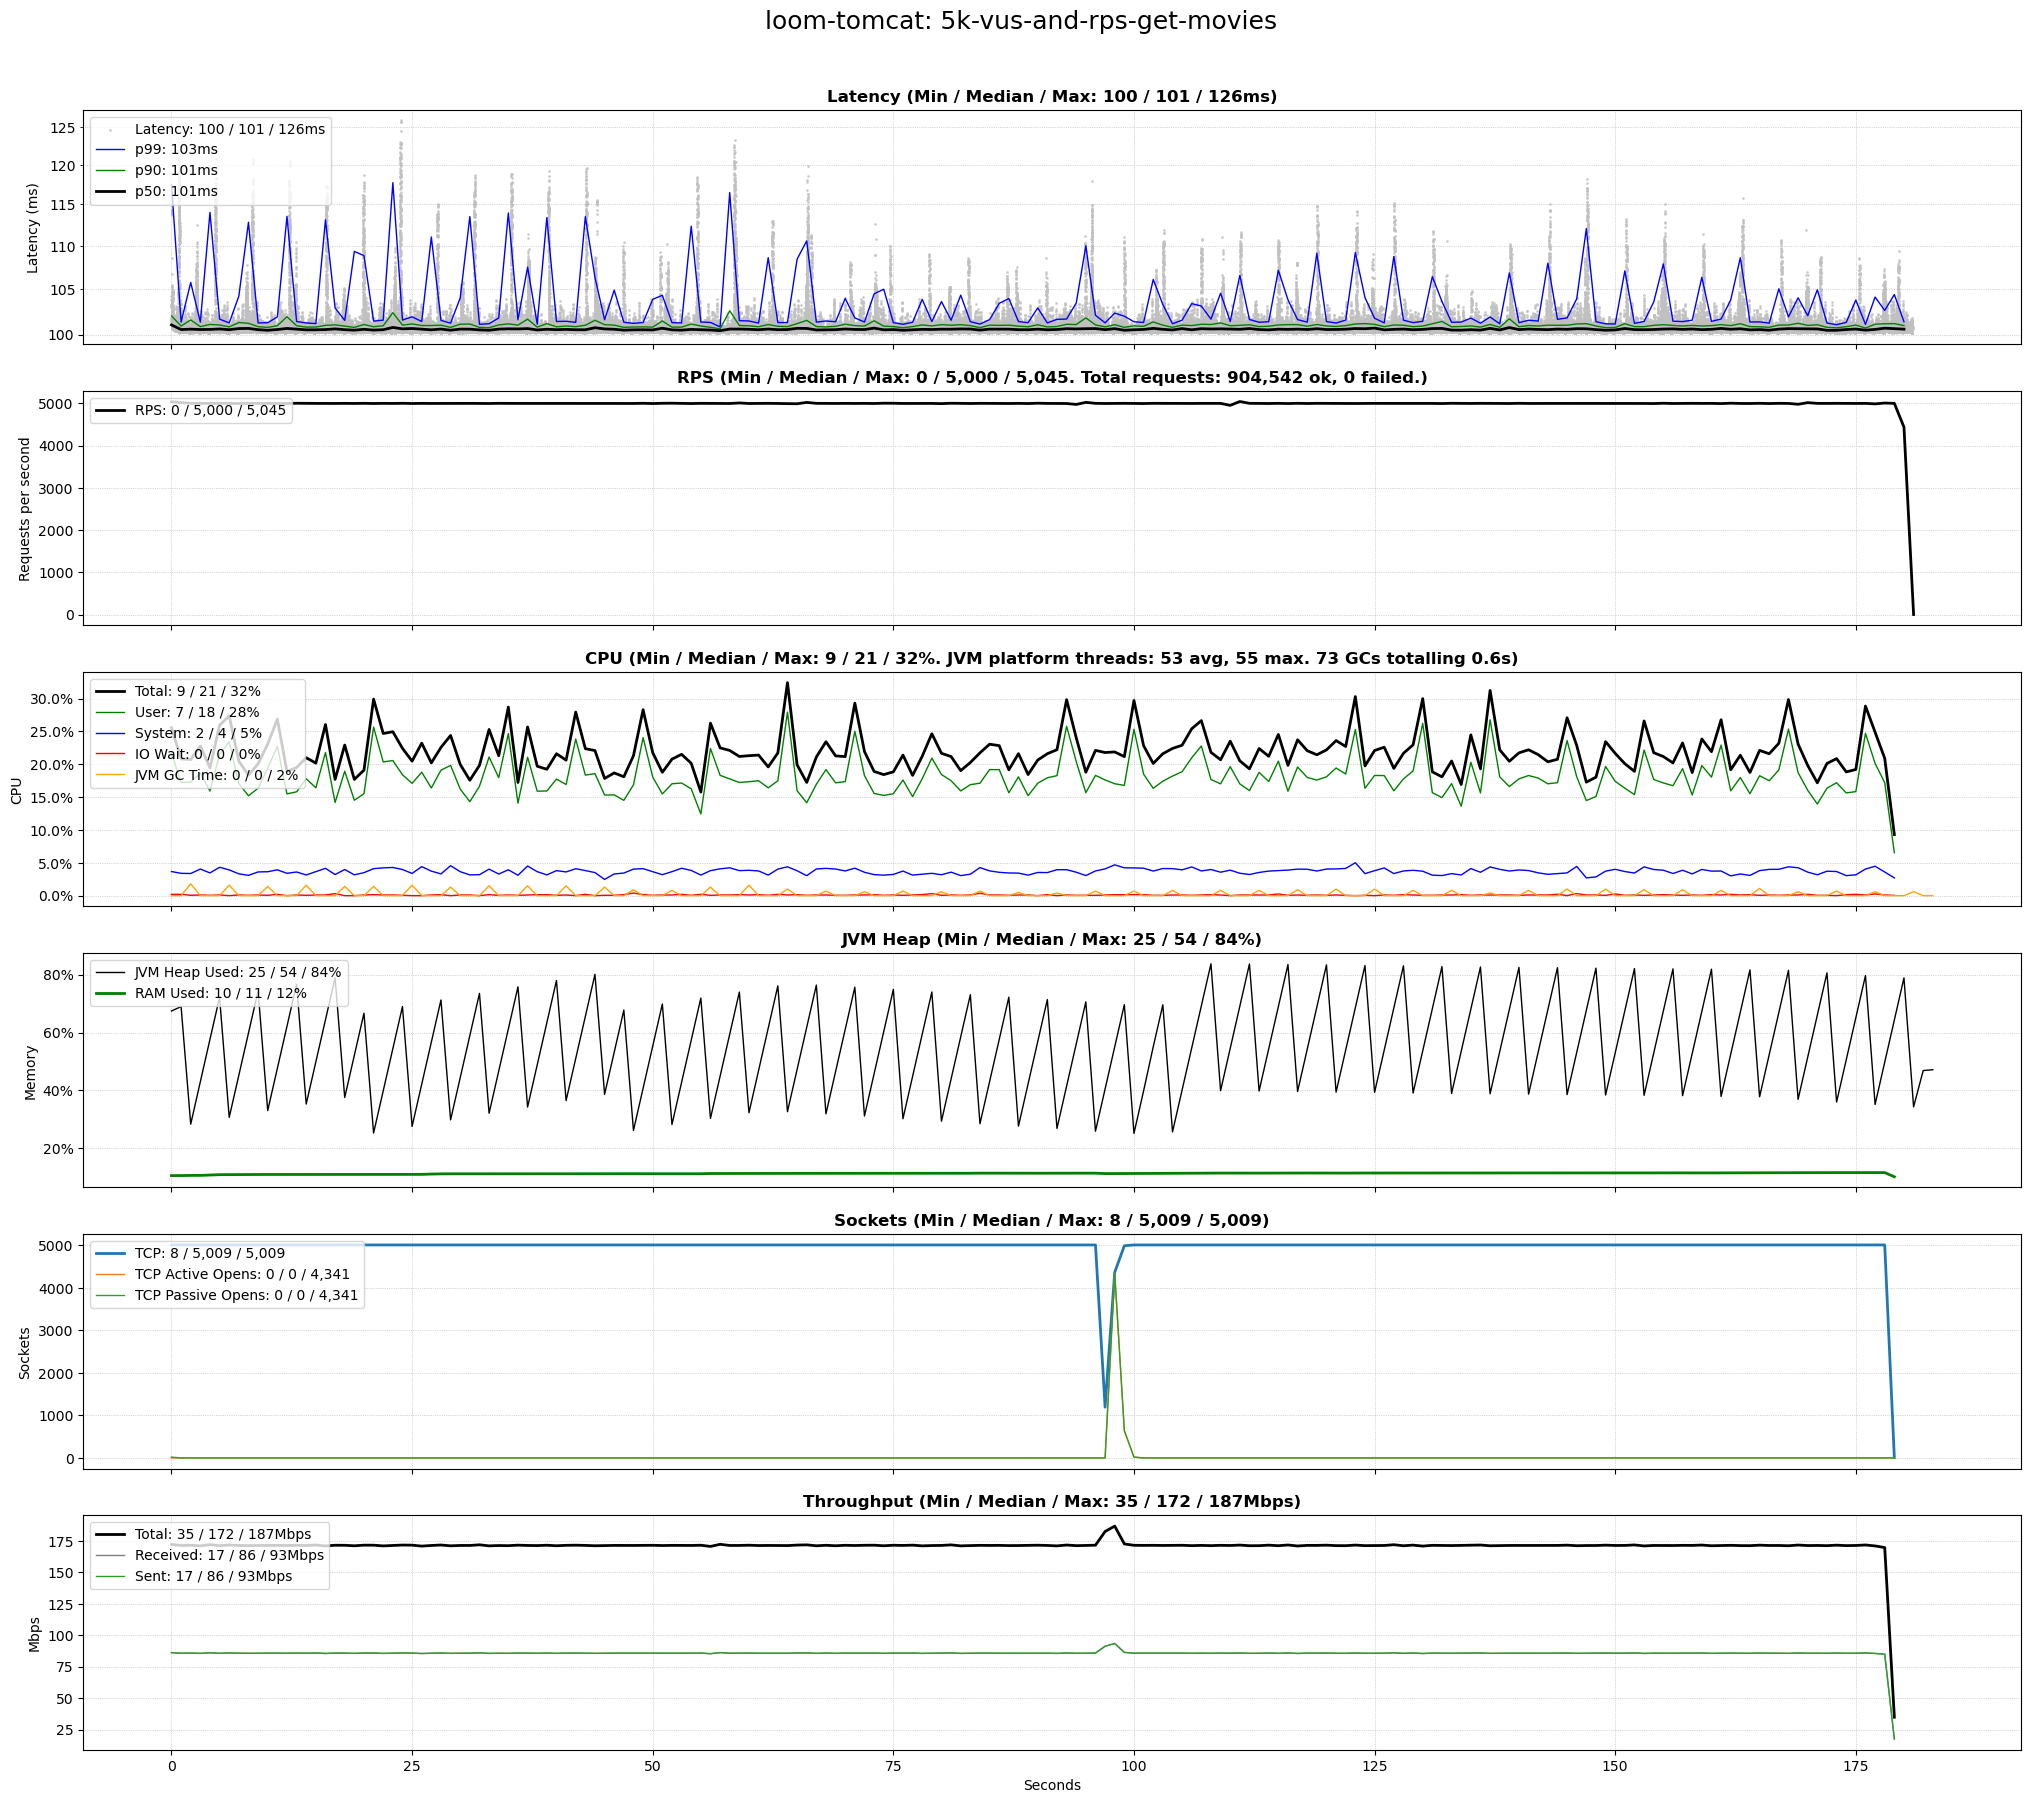 loom-tomcat: 5k-vus-and-rps-get-movies
Latency (Min / Median / Max: 100 / 101 / 126ms)
Latency: 100 / 101 / 126ms
p99: 103ms
p90: 101ms
p50: 101ms
Latency (ms)
125
120
115
110
105
100
RPS (Min / Median / Max: 0 / 5,000 / 5,045. Total requests: 904,542 ok, 0 failed.)
RPS: 0 / 5,000 / 5,045
Requests per second
5000
4000
3000
2000
1000
0
CPU (Min / Median / Max: 9 / 21 / 32%. JVM platform threads: 53 avg, 55 max. 73 GCs totalling 0.6s)
Total: 9 / 21 / 32%
User: 7 / 18 / 28%
System: 2 / 4 / 5%
IO Wait: 0 / 0 / 0%
JVM GC Time: 0 / 0 / 2%
CPU
30.0%
25.0%
20.0%
15.0%
10.0%
5.0%
0.0%
JVM Heap (Min / Median / Max: 25 / 54 / 84%)
JVM Heap Used: 25 / 54 / 84%
RAM Used: 10 / 11 / 12%
Memory
80%
60%
40%
20%
Sockets (Min / Median / Max: 8 / 5,009 / 5,009)
TCP: 8 / 5,009 / 5,009
TCP Active Opens: 0 / 0 / 4,341
TCP Passive Opens: 0 / 0 / 4,341
Sockets
5000
4000
3000
2000
1000
0
Throughput (Min / Median / Max: 35 / 172 / 187Mbps)
Total: 35 / 172 / 187Mbps
Received: 17 / 86 / 93Mbps
Sent: 17 / 86 / 93Mbps
Mbps
175
150
125
100
75
50
25
0 25 50 75 100 125 150 175
Seconds